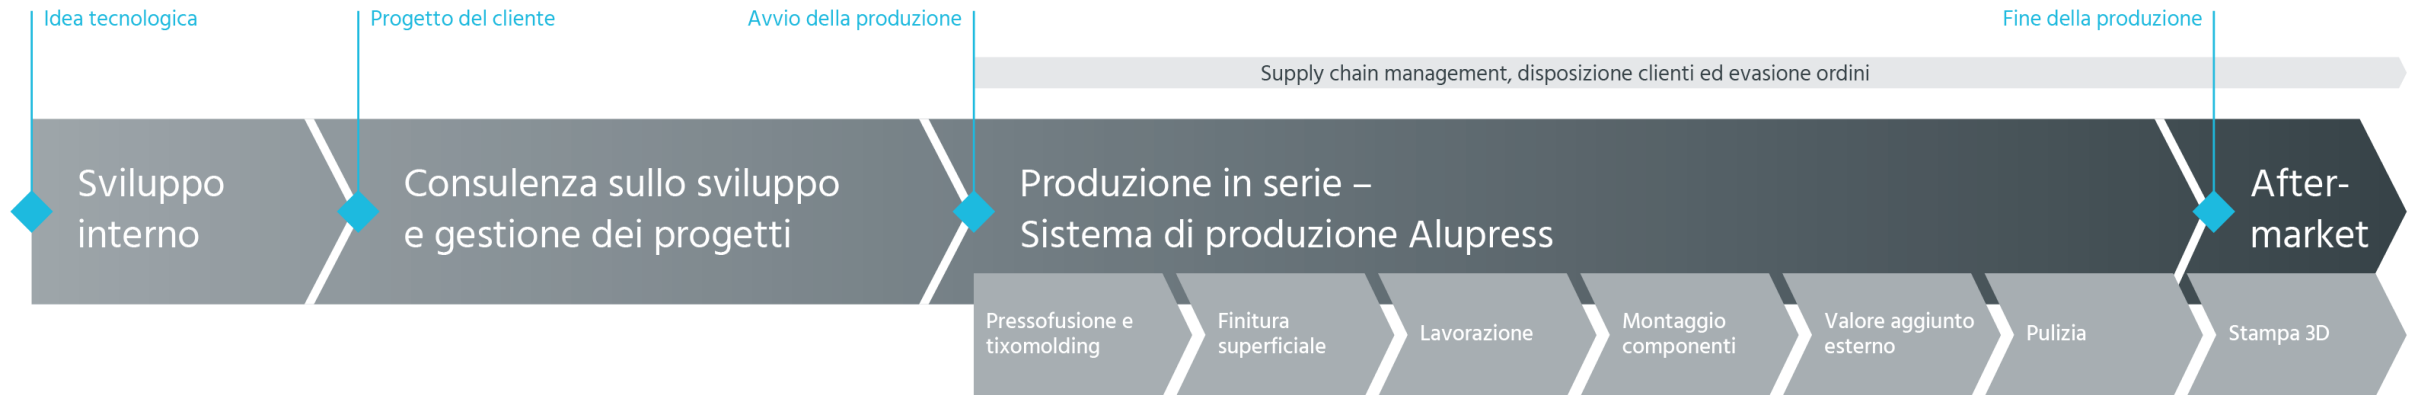 Idea tecnologica
Progetto del cliente
Avvio della produzione
Fine della produzione
Supply chain management, disposizione clienti ed evasione ordini
Sviluppo
interno
Consulenza sullo sviluppo
e gestione dei progetti
Produzione in serie –
Sistema di produzione Alupress
After-
market
Pressofusione e
tixomolding
Finitura
superficiale
Lavorazione
Montaggio
componenti
Valore aggiunto
esterno
Pulizia
Stampa 3D